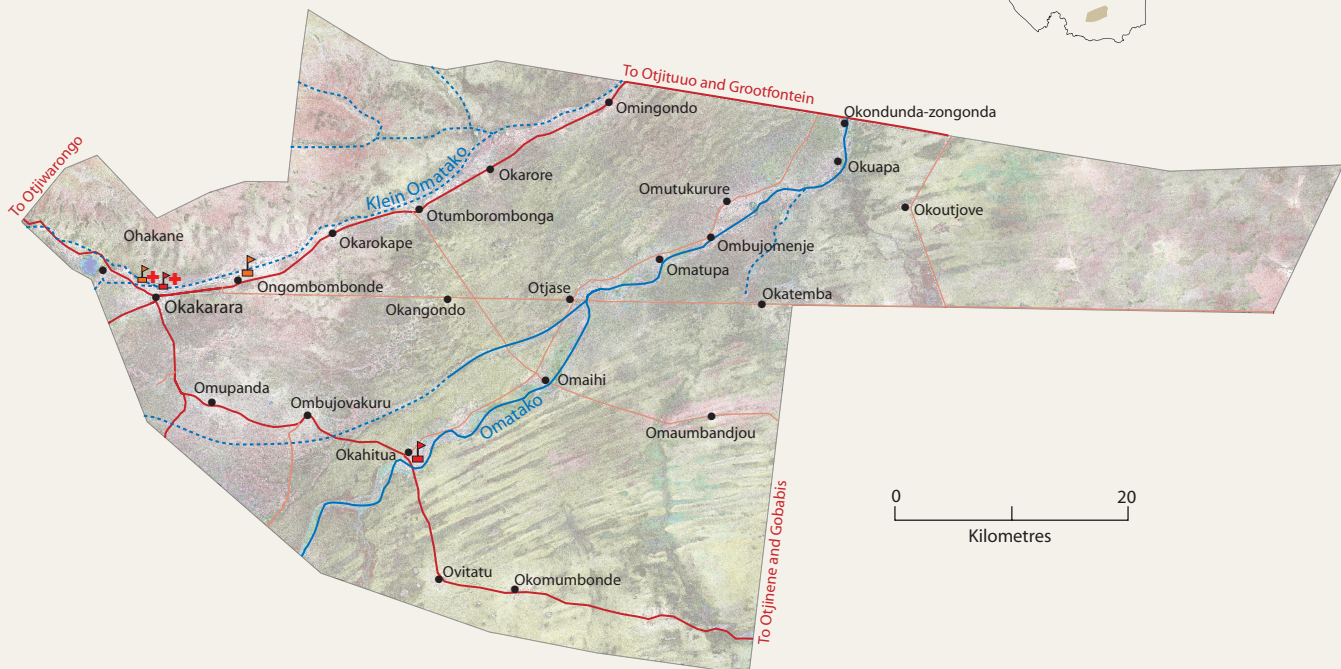 To Otjituuo and Grootfontein
Omingondo
Okondunda-zongonda
To Otjiwarongo
Klein Omatako
Okarore
Okuapa
Omutukurure
Okoutjove
Otumborombonga
Ohakane
Okarokape
Ombujomenje
Omatupa
Ongombombonde
Otjase
Okatemba
Okakarara
Okangondo
Omaihi
Omupanda
Ombujovakuru
Omatako
Omaumbandjou
Okahitua
To Otjinene and Gobabis
0 20
Kilometres
Ovitatu
Okomumbonde